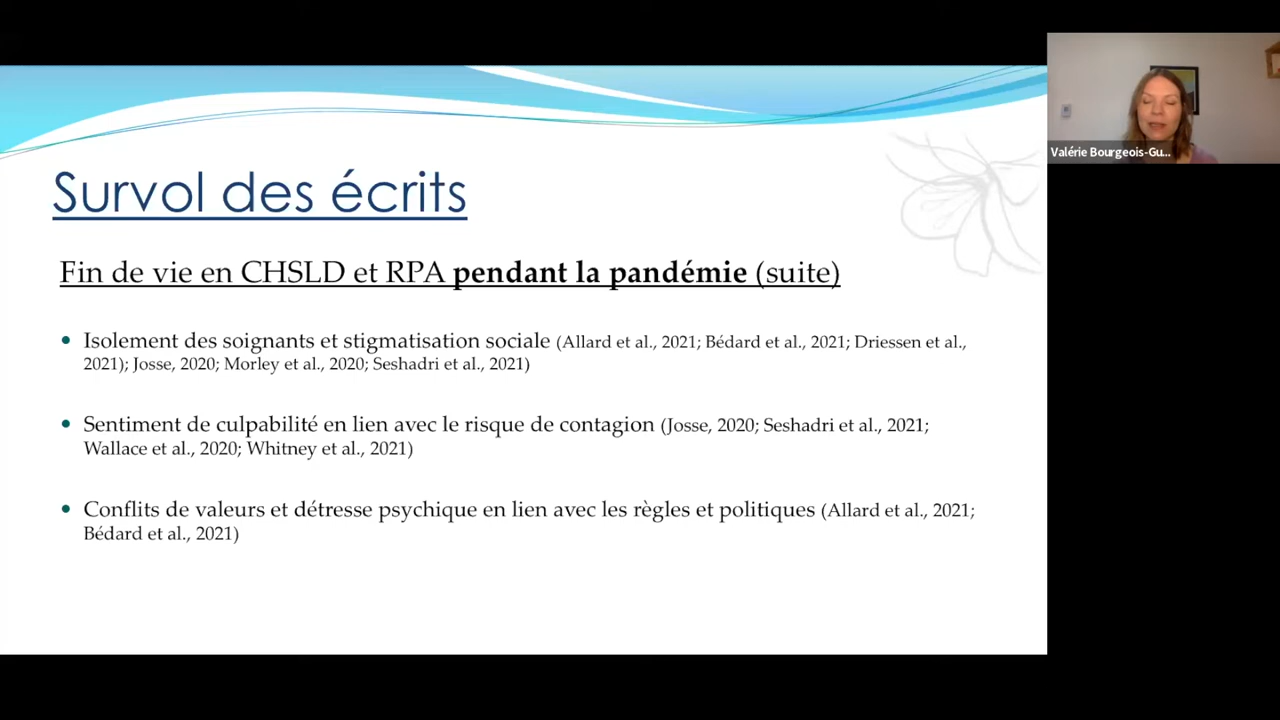 Survol des écrits
Fin de vie en CHSLD et RPA pendant la pandémie (suite)
Isolement des soignants et stigmatisation sociale (Allard et al., 2021; Bédard et al., 2021; Driessen et al.,
2021); Josse, 2020; Morley et al., 2020; Seshadri et al., 2021)
Sentiment de culpabilité en lien avec le risque de contagion (Josse, 2020; Seshadri et al., 2021;
Wallace et al., 2020; Whitney et al., 2021)
Conflits de valeurs et détresse psychique en lien avec les règles et politiques (Allard et al., 2021;
Bédard et al., 2021)
Valérie Bourgeois-Gu...